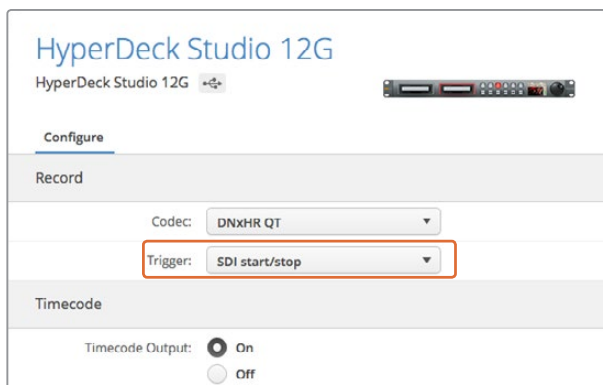 HyperDeck Studio 12G
HyperDeck Studio 12G
Configure
Record
Codec: DNxHR QT
Trigger: SDI start/stop
Timecode
Timecode Output: On
Off